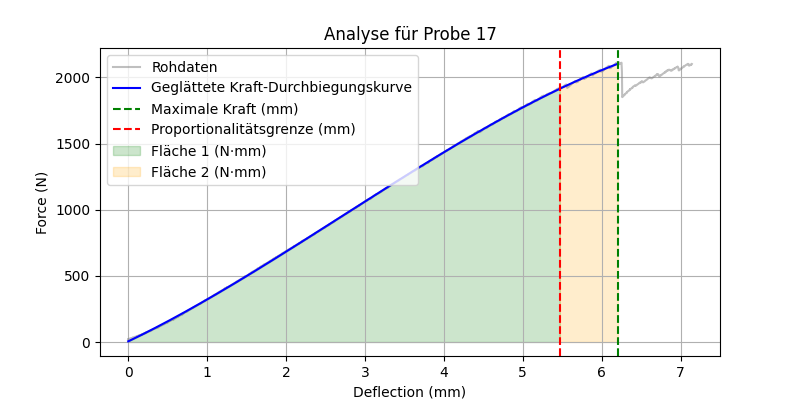 Analyse für Probe 17
Rohdaten
Geglättete Kraft-Durchbiegungskurve
Maximale Kraft (mm)
Proportionalitätsgrenze (mm)
Fläche 1 (N·mm)
Fläche 2 (N·mm)
2000
1500
1000
500
0
Force (N)
0 1 2 3 4 5 6 7
Deflection (mm)